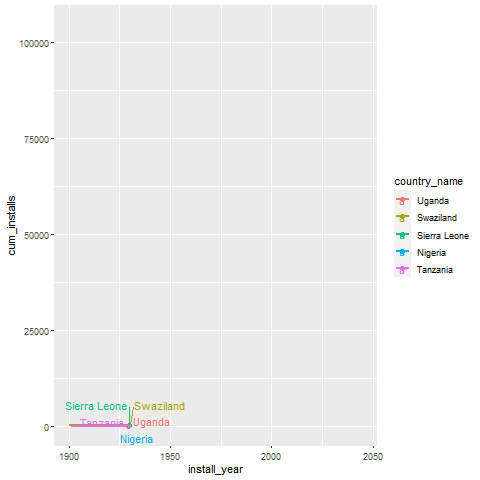 100000
75000
50000
25000
0
cum_installs
Sierra Leone
Swaziland
Tanzania
Uganda
Nigeria
1900
1950
2000
2050
install_year
country_name
Uganda
Swaziland
Sierra Leone
Nigeria
Tanzania